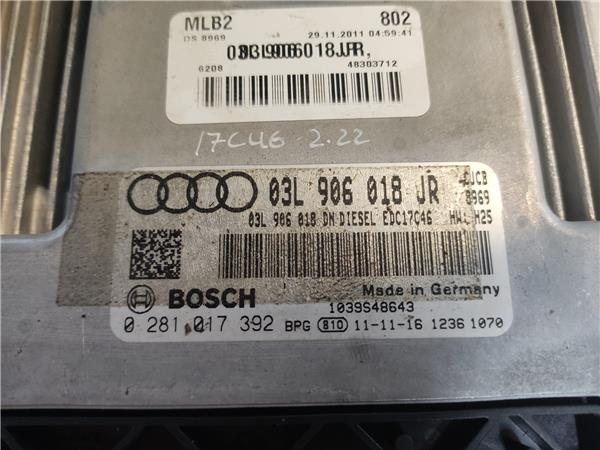 MLB2 802
DS 8969 29.11.2011 04:59:41
6208 48303712
17C46 2.22
03L 906 018 JR CJCB
8969
03L 906 018 DN DIESEL EDC17C46 HW: H25
BOSCH Made in Germany
1039S48643
0 281 017 392 BPG 810 11-11-16 1236 1070